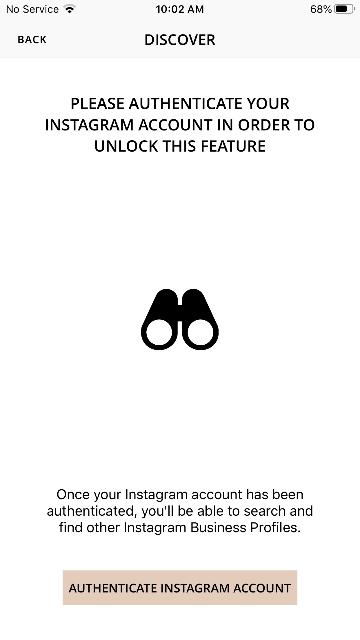 No Service 10:02 AM 68%
BACK DISCOVER
PLEASE AUTHENTICATE YOUR
INSTAGRAM ACCOUNT IN ORDER TO
UNLOCK THIS FEATURE
Once your Instagram account has been
authenticated, you'll be able to search and
find other Instagram Business Profiles.
AUTHENTICATE INSTAGRAM ACCOUNT